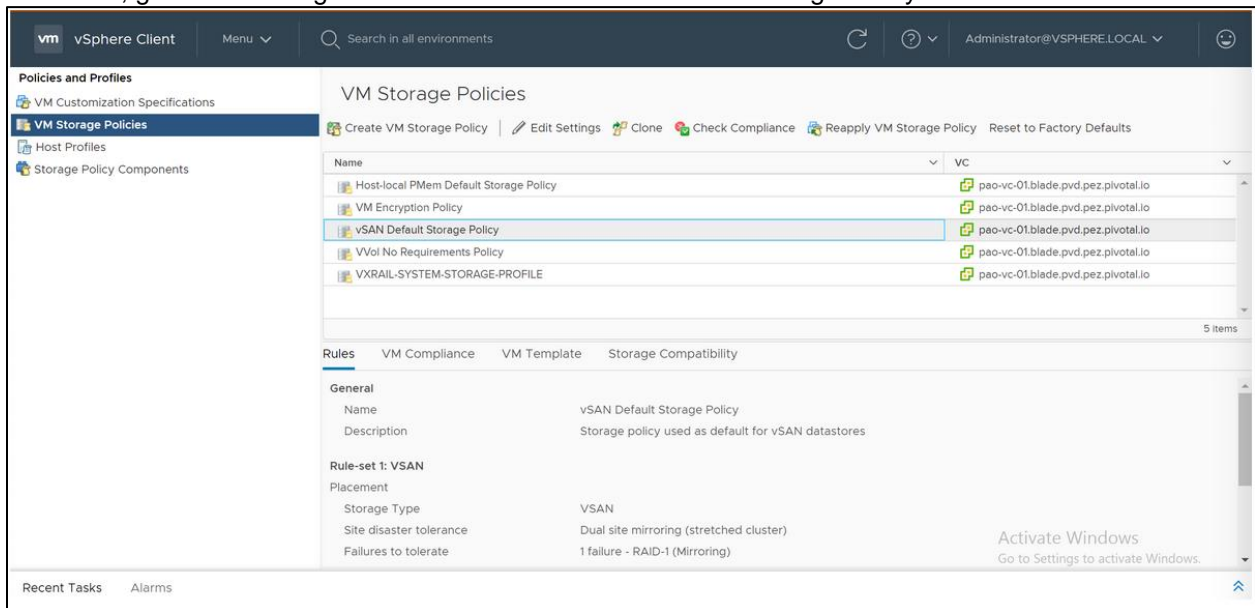 vm vSphere Client Menu Search in all environments Administrator@VSPHERE.LOCAL
Policies and Profiles
VM Customization Specifications
VM Storage Policies
Host Profiles
Storage Policy Components
VM Storage Policies
Create VM Storage Policy Edit Settings Clone Check Compliance Reapply VM Storage Policy Reset to Factory Defaults
Name VC
Host-local PMem Default Storage Policy pao-vc-01.blade.pvd.pez.pivotal.io
VM Encryption Policy pao-vc-01.blade.pvd.pez.pivotal.io
vSAN Default Storage Policy pao-vc-01.blade.pvd.pez.pivotal.io
VVol No Requirements Policy pao-vc-01.blade.pvd.pez.pivotal.io
VXRAIL-SYSTEM-STORAGE-PROFILE pao-vc-01.blade.pvd.pez.pivotal.io
5 items
Rules VM Compliance VM Template Storage Compatibility
General
Name vSAN Default Storage Policy
Description Storage policy used as default for vSAN datastores
Rule-set 1: VSAN
Placement
Storage Type VSAN
Site disaster tolerance Dual site mirroring (stretched cluster)
Failures to tolerate 1 failure - RAID-1 (Mirroring)
Activate Windows
Go to Settings to activate Windows.
Recent Tasks Alarms